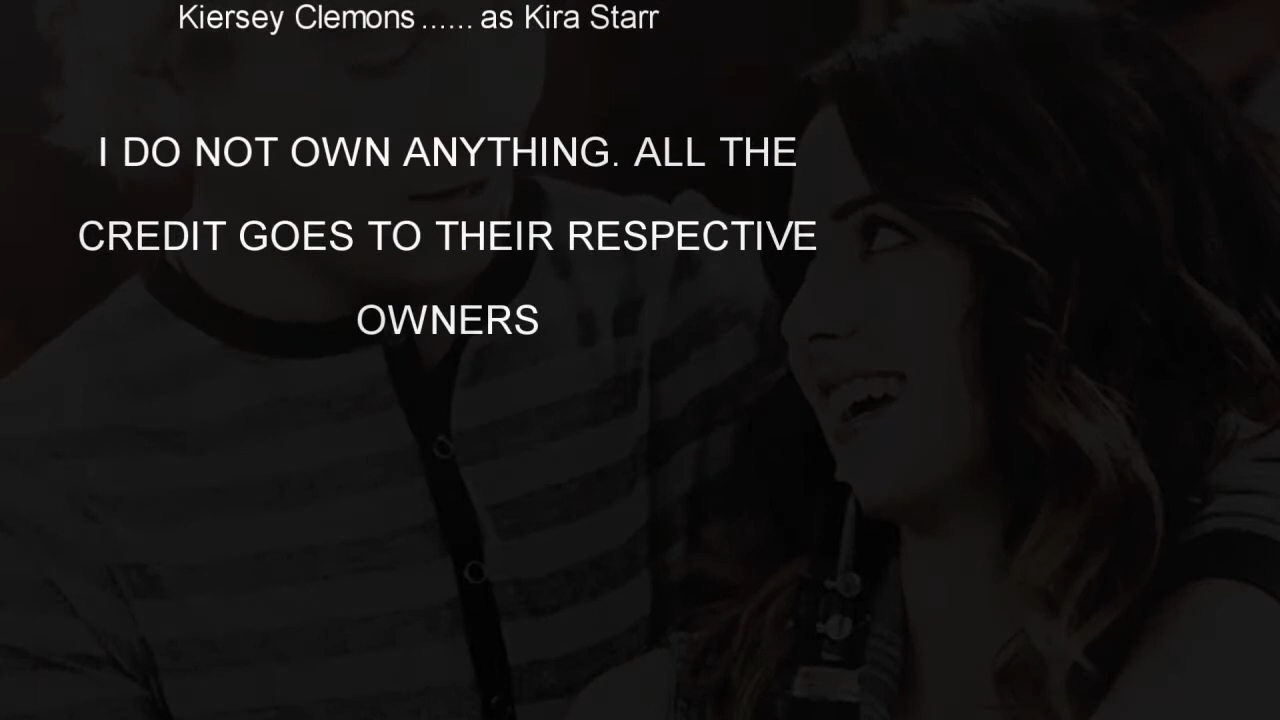 Kiersey Clemons ...... as Kira Starr
I DO NOT OWN ANYTHING. ALL THE
CREDIT GOES TO THEIR RESPECTIVE
OWNERS